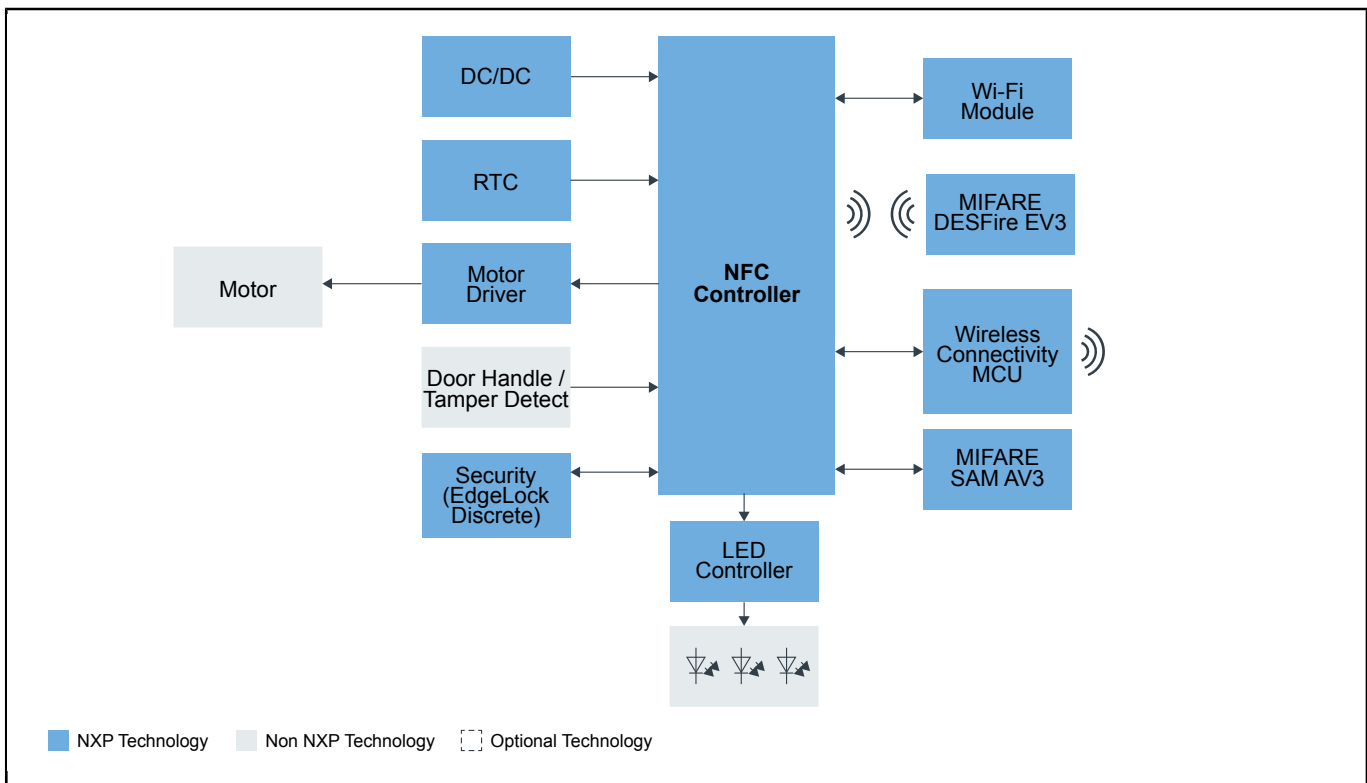 DC/DC
RTC
Motor
Motor
Driver
Door Handle /
Tamper Detect
Security
(EdgeLock
Discrete)
NFC
Controller
LED
Controller
Wi-Fi
Module
MIFARE
DESFire EV3
Wireless
Connectivity
MCU
MIFARE
SAM AV3
NXP Technology
Non NXP Technology
Optional Technology